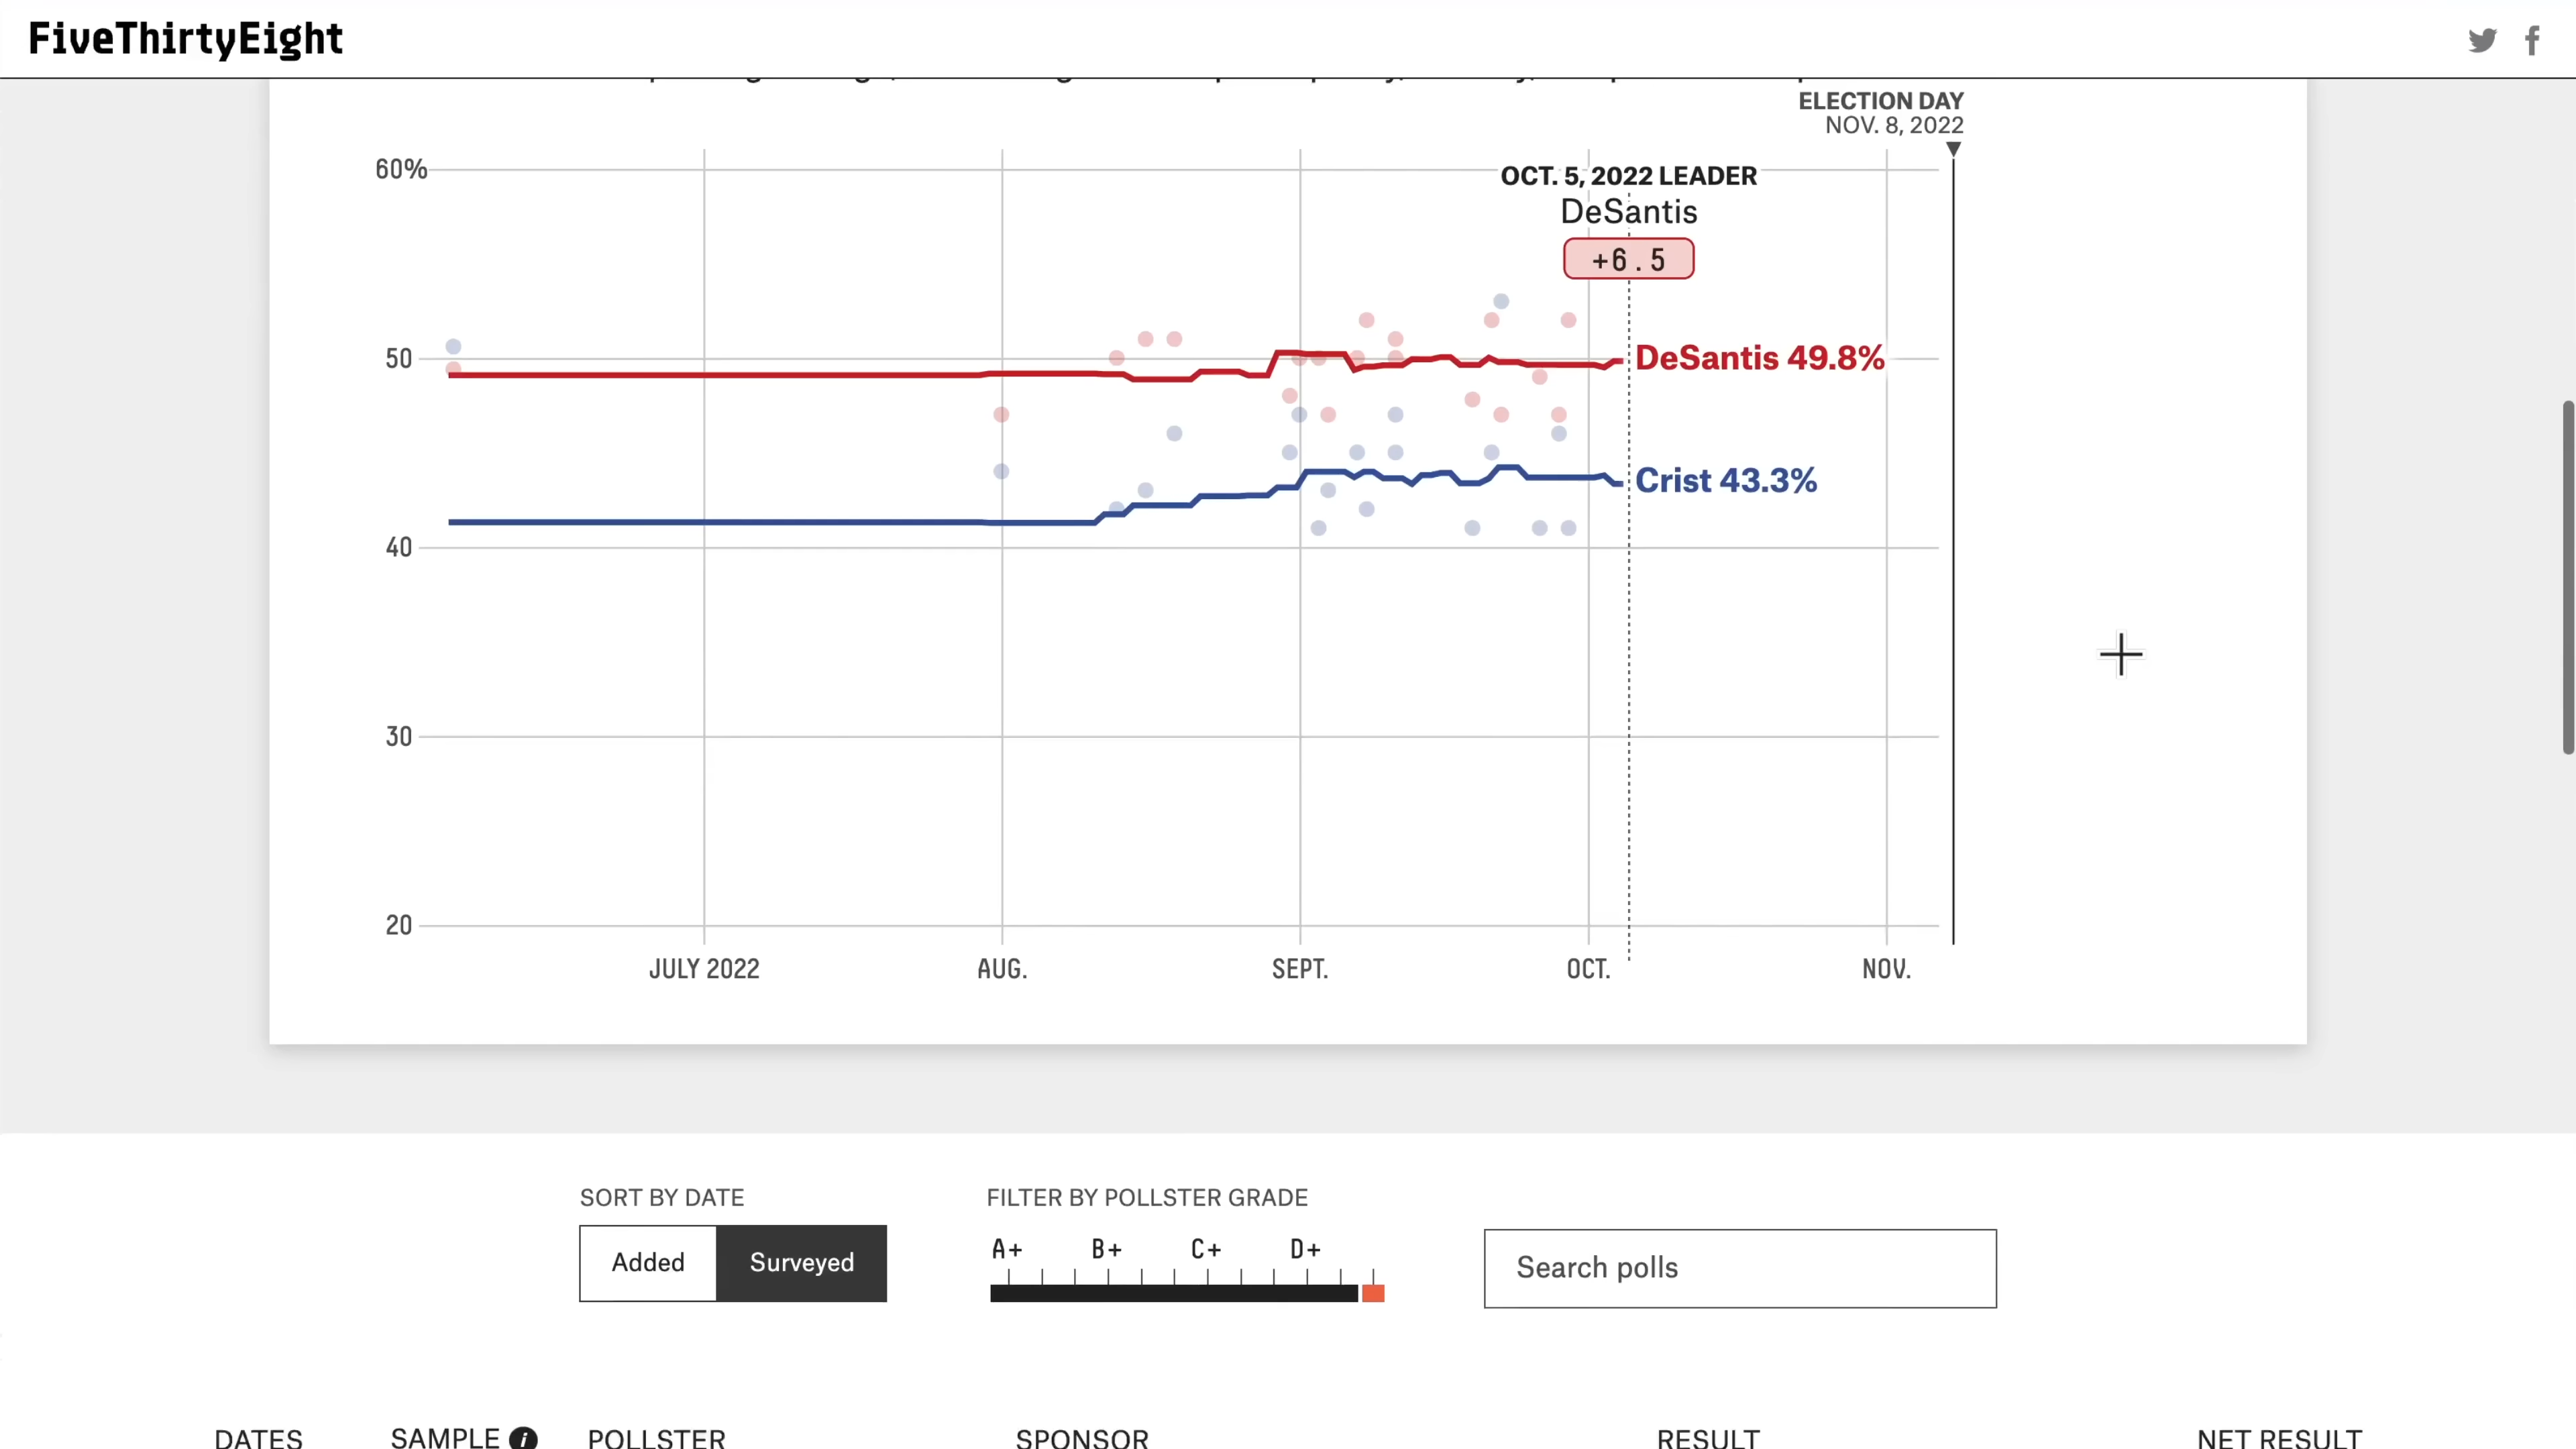 FiveThirtyEight
ELECTION DAY
NOV. 8, 2022
60%
OCT. 5, 2022 LEADER
DeSantis
+6.5
50
DeSantis 49.8%
Crist 43.3%
40
30
20
JULY 2022 AUG. SEPT. OCT. NOV.
SORT BY DATE FILTER BY POLLSTER GRADE
A+ B+ C+ D+
Added Surveyed Search polls
DATES SAMPLE i POLLSTER SPONSOR RESULT NET RESULT